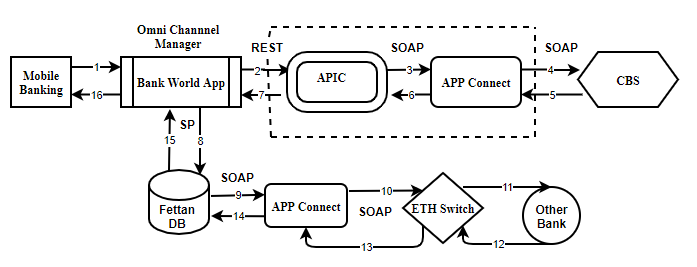 Omni Channnel
Manager
REST
SOAP
SOAP
Mobile
Banking
1
16
Bank World App
2
7
APIC
3
6
APP Connect
4
5
CBS
SP
15
8
Fettan
DB
SOAP
9
14
APP Connect
10
SOAP
13
ETH Switch
11
12
Other
Bank